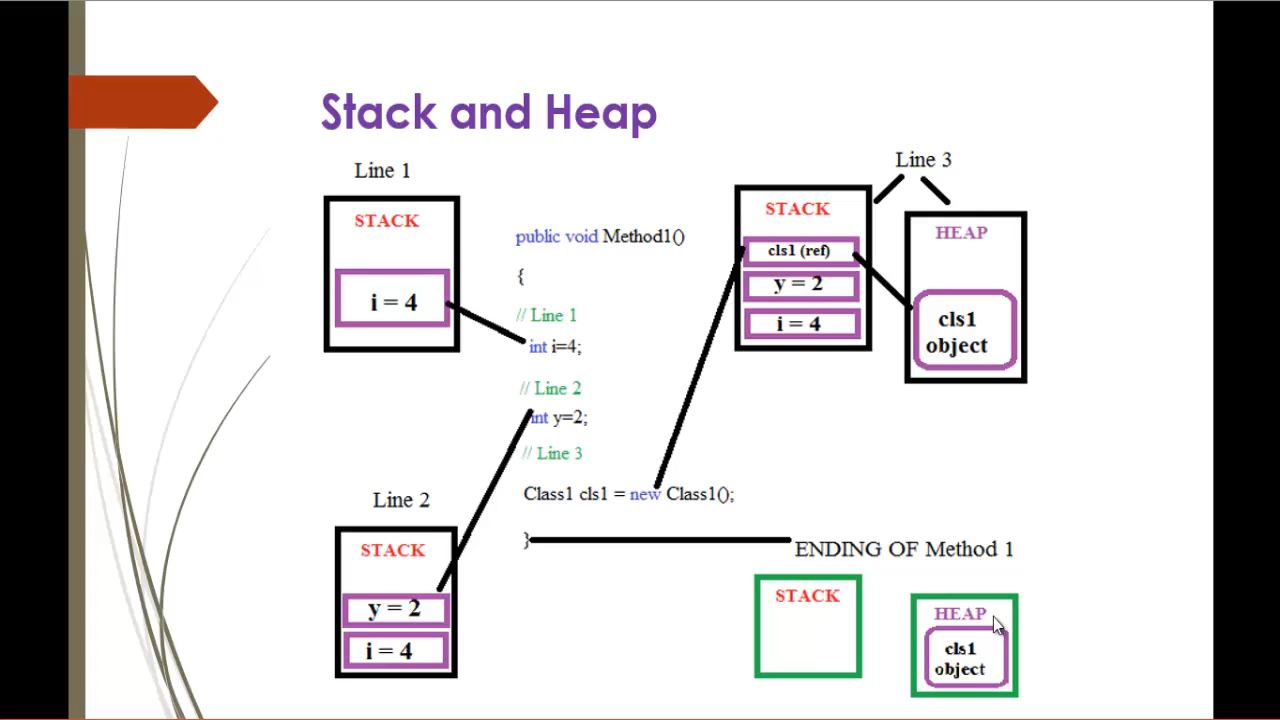 Stack and Heap
Line 1
STACK
i = 4
public void Method1()
{
// Line 1
int i=4;
// Line 2
int y=2;
// Line 3
Class1 cls1 = new Class1();
}
Line 2
STACK
y = 2
i = 4
Line 3
STACK
cls1 (ref)
y = 2
i = 4
HEAP
cls1
object
ENDING OF Method 1
STACK
HEAP
cls1
object